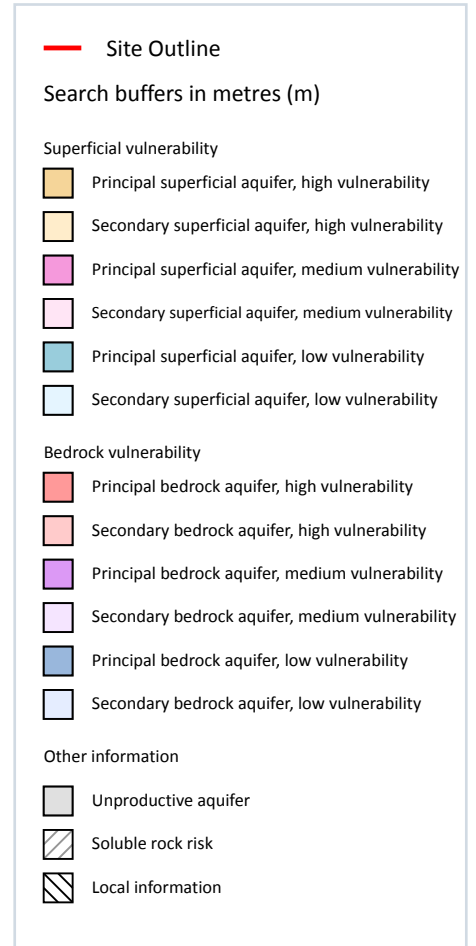 Site Outline
Search buffers in metres (m)
Superficial vulnerability
Principal superficial aquifer, high vulnerability
Secondary superficial aquifer, high vulnerability
Principal superficial aquifer, medium vulnerability
Secondary superficial aquifer, medium vulnerability
Principal superficial aquifer, low vulnerability
Secondary superficial aquifer, low vulnerability
Bedrock vulnerability
Principal bedrock aquifer, high vulnerability
Secondary bedrock aquifer, high vulnerability
Principal bedrock aquifer, medium vulnerability
Secondary bedrock aquifer, medium vulnerability
Principal bedrock aquifer, low vulnerability
Secondary bedrock aquifer, low vulnerability
Other information
Unproductive aquifer
Soluble rock risk
Local information